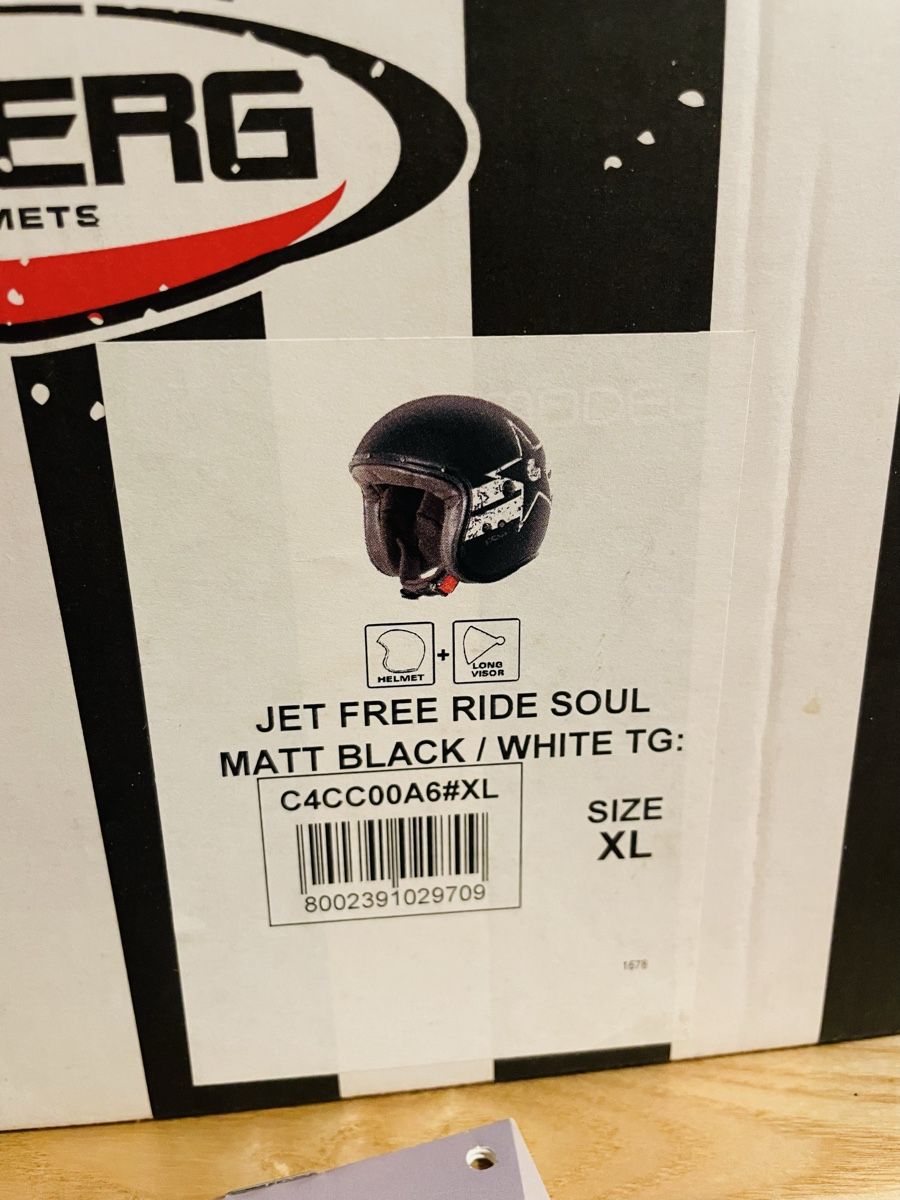 ERG
METS
HELMET
+
LONG
VISOR
JET FREE RIDE SOUL
MATT BLACK / WHITE TG:
C4CC00A6#XL
SIZE
XL
8002391029709
1678